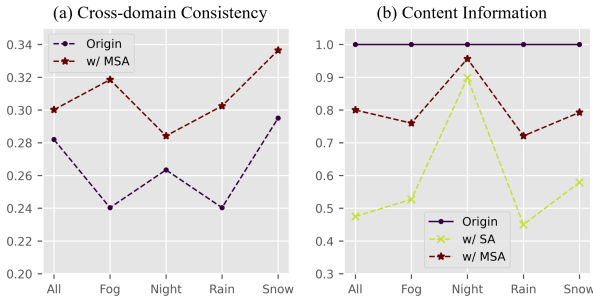 (a) Cross-domain Consistency
0.34
0.32
0.30
0.28
0.26
0.24
0.22
0.20
Origin
w/ MSA
All
Fog
Night
Rain
Snow
(b) Content Information
1.0
0.9
0.8
0.7
0.6
0.5
0.4
0.3
Origin
w/ SA
w/ MSA
All
Fog
Night
Rain
Snow